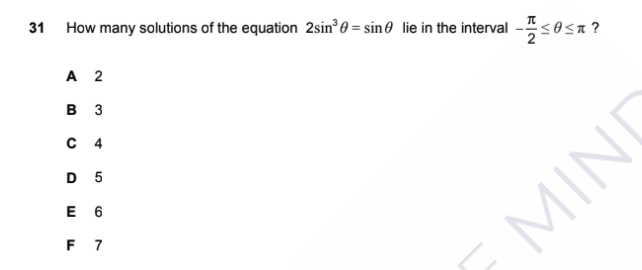 31 How many solutions of the equation 2sin³θ = sinθ lie in the interval -π/2 ≤ θ ≤ π ?
A 2
B 3
C 4
D 5
E 6
F 7
MIND